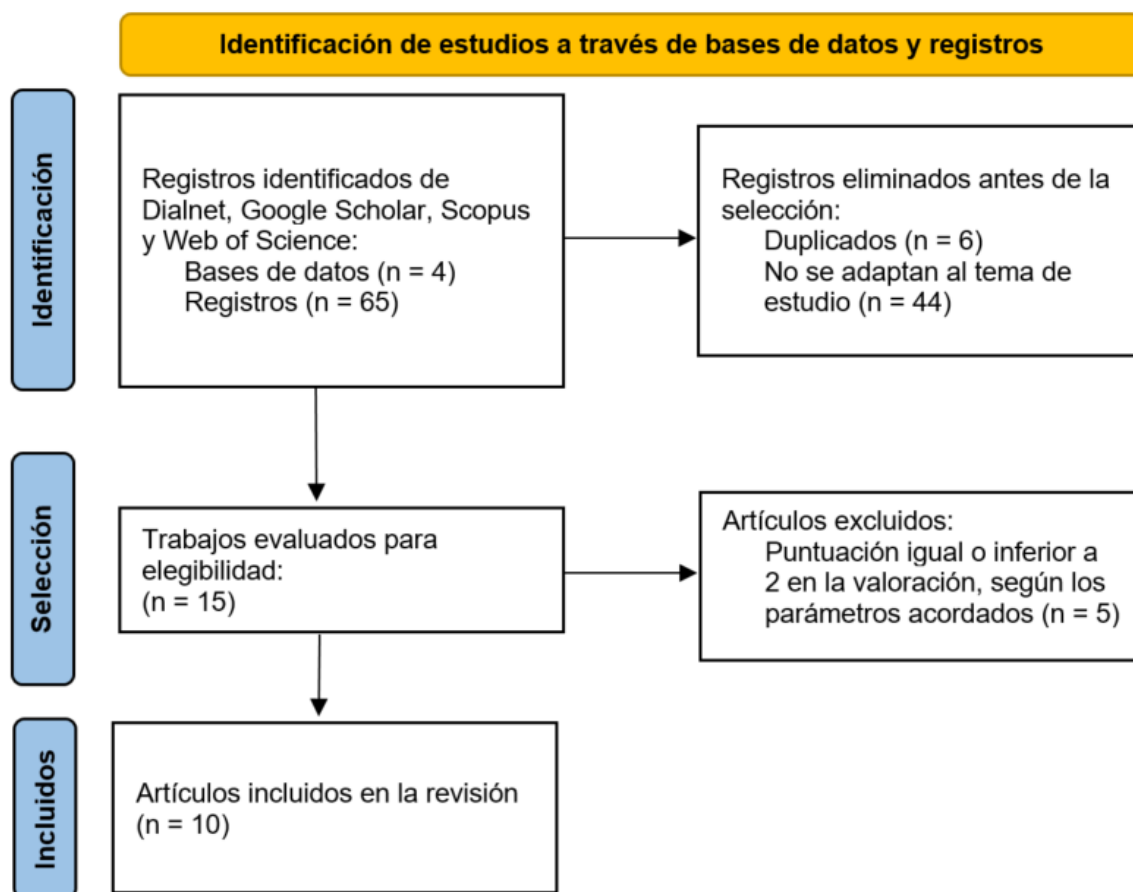 Identificación de estudios a través de bases de datos y registros
Identificación
Registros identificados de
Dialnet, Google Scholar, Scopus
y Web of Science:
Bases de datos (n = 4)
Registros (n = 65)
Registros eliminados antes de la
selección:
Duplicados (n = 6)
No se adaptan al tema de
estudio (n = 44)
Selección
Trabajos evaluados para
elegibilidad:
(n = 15)
Artículos excluidos:
Puntuación igual o inferior a
2 en la valoración, según los
parámetros acordados (n = 5)
Incluidos
Artículos incluidos en la revisión
(n = 10)